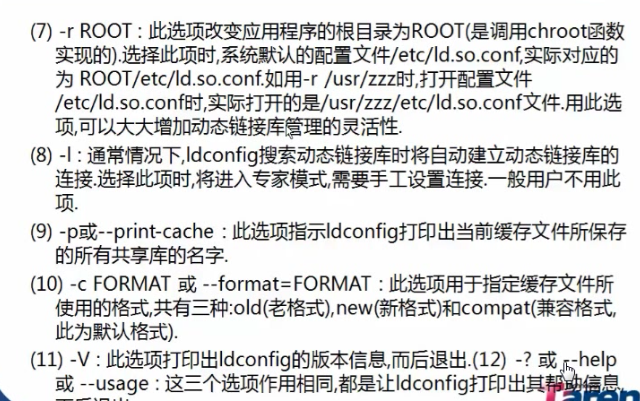 (7) -r ROOT : 此选项改变应用程序的根目录为ROOT(是调用chroot函数
实现的).选择此项时,系统默认的配置文件/etc/ld.so.conf,实际对应的
为 ROOT/etc/ld.so.conf.如用-r /usr/zzz时,打开配置文件
/etc/ld.so.conf时,实际打开的是/usr/zzz/etc/ld.so.conf文件.用此选
项,可以大大增加动态链接库管理的灵活性.
(8) -l : 通常情况下,ldconfig搜索动态链接库时将自动建立动态链接库的
连接.选择此项时,将进入专家模式,需要手工设置连接.一般用户不用此
项.
(9) -p或--print-cache : 此选项指示ldconfig打印出当前缓存文件所保存
的所有共享库的名字.
(10) -c FORMAT 或 --format=FORMAT : 此选项用于指定缓存文件所
使用的格式,共有三种:old(老格式),new(新格式)和compat(兼容格式,
此为默认格式).
(11) -V : 此选项打印出ldconfig的版本信息,而后退出.(12) -? 或 --help
或 --usage : 这三个选项作用相同,都是让ldconfig打印出其帮助信息,
而后退出